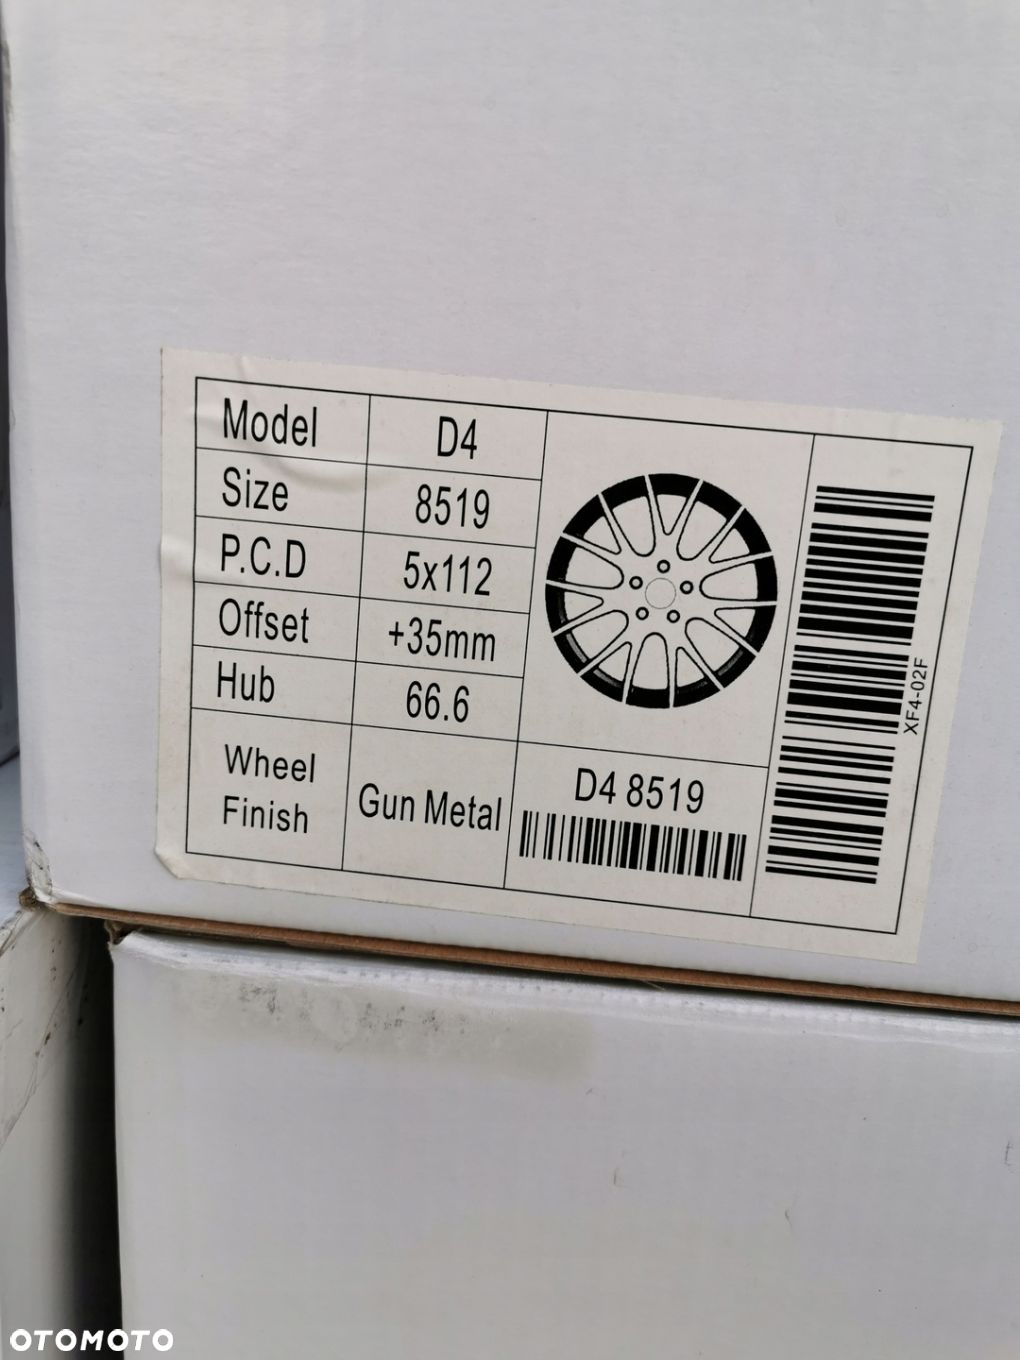 Model D4
Size 8519
P.C.D 5x112
Offset +35mm
Hub 66.6
Wheel
Finish
Gun Metal
D4 8519
XF4-02F
OTOMOTO